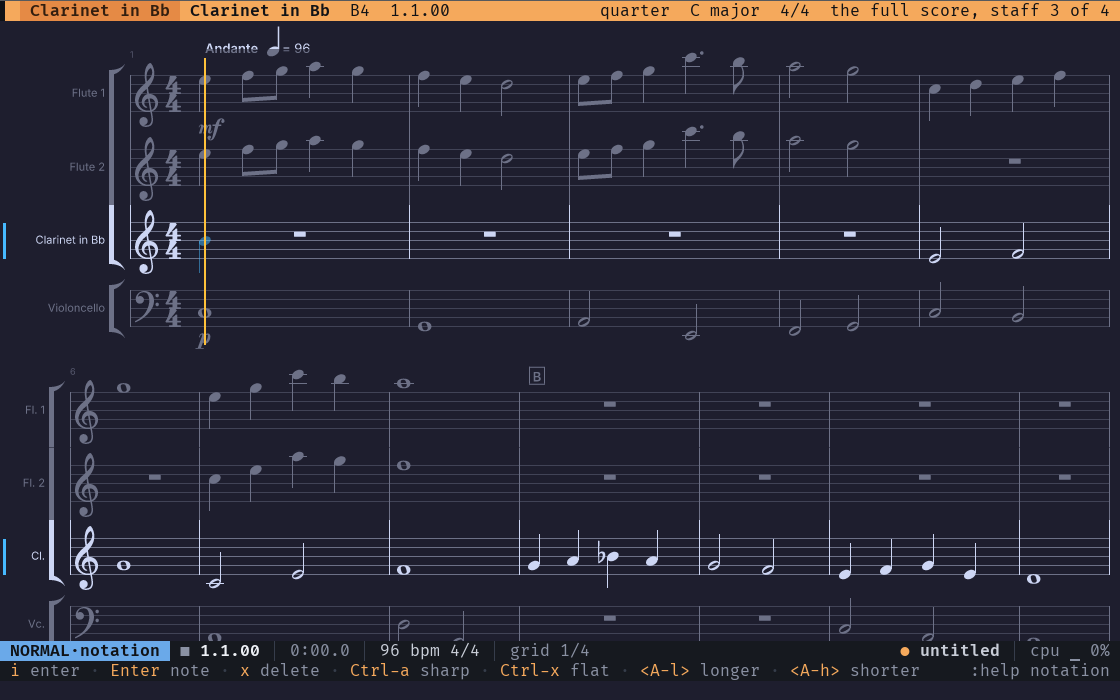 Clarinet in Bb Clarinet in Bb B4 1.1.00 quarter C major 4/4 the full score, staff 3 of 4
Andante = 96
1
Flute 1
mf
Flute 2
Clarinet in Bb
Violoncello
p
6
B
Fl. 1
Fl. 2
Cl.
Vc.
NORMAL·notation ■ 1.1.00 │ 0:00.0 │ 96 bpm 4/4 │ grid 1/4 ● untitled │ cpu _ 0%
i enter · Enter note · x delete · Ctrl-a sharp · Ctrl-x flat · <A-l> longer · <A-h> shorter :help notation